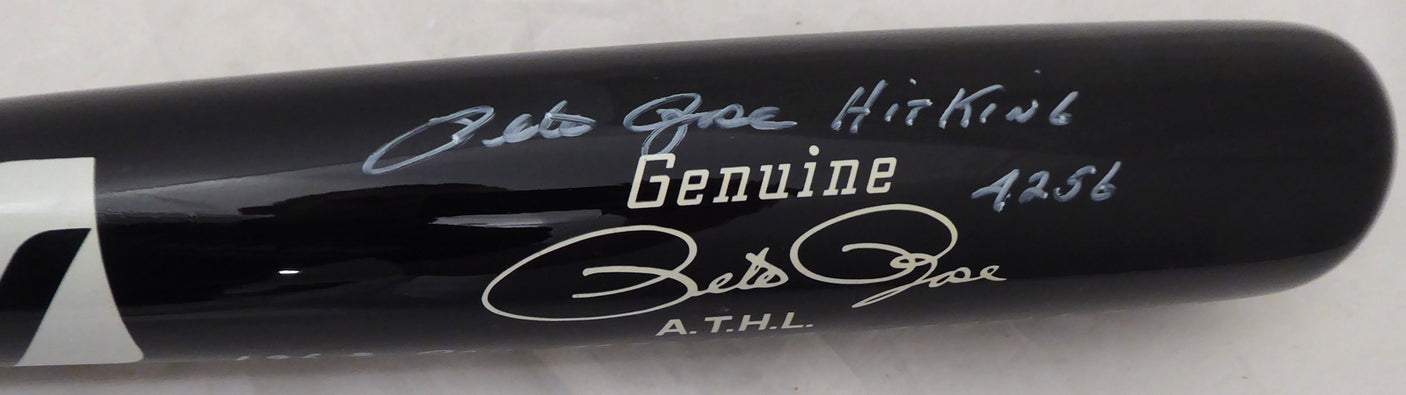 Pete Rose Hit King
4256
Genuine
Pete Rose
A.T.H.L.